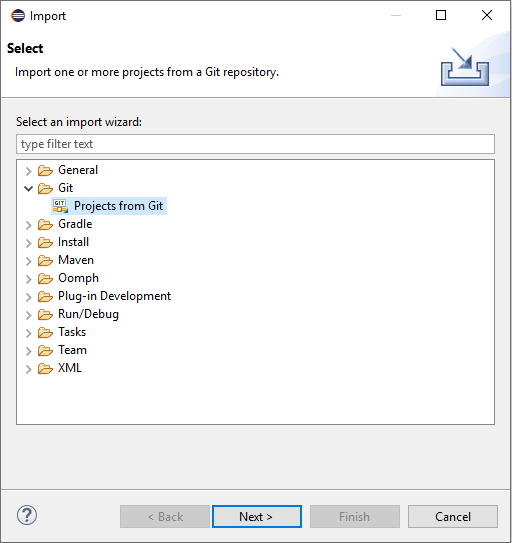 Import
Select
Import one or more projects from a Git repository.
Select an import wizard:
type filter text
General
Git
GIT Projects from Git
Gradle
Install
Maven
Oomph
Plug-in Development
Run/Debug
Tasks
Team
XML
? < Back Next > Finish Cancel